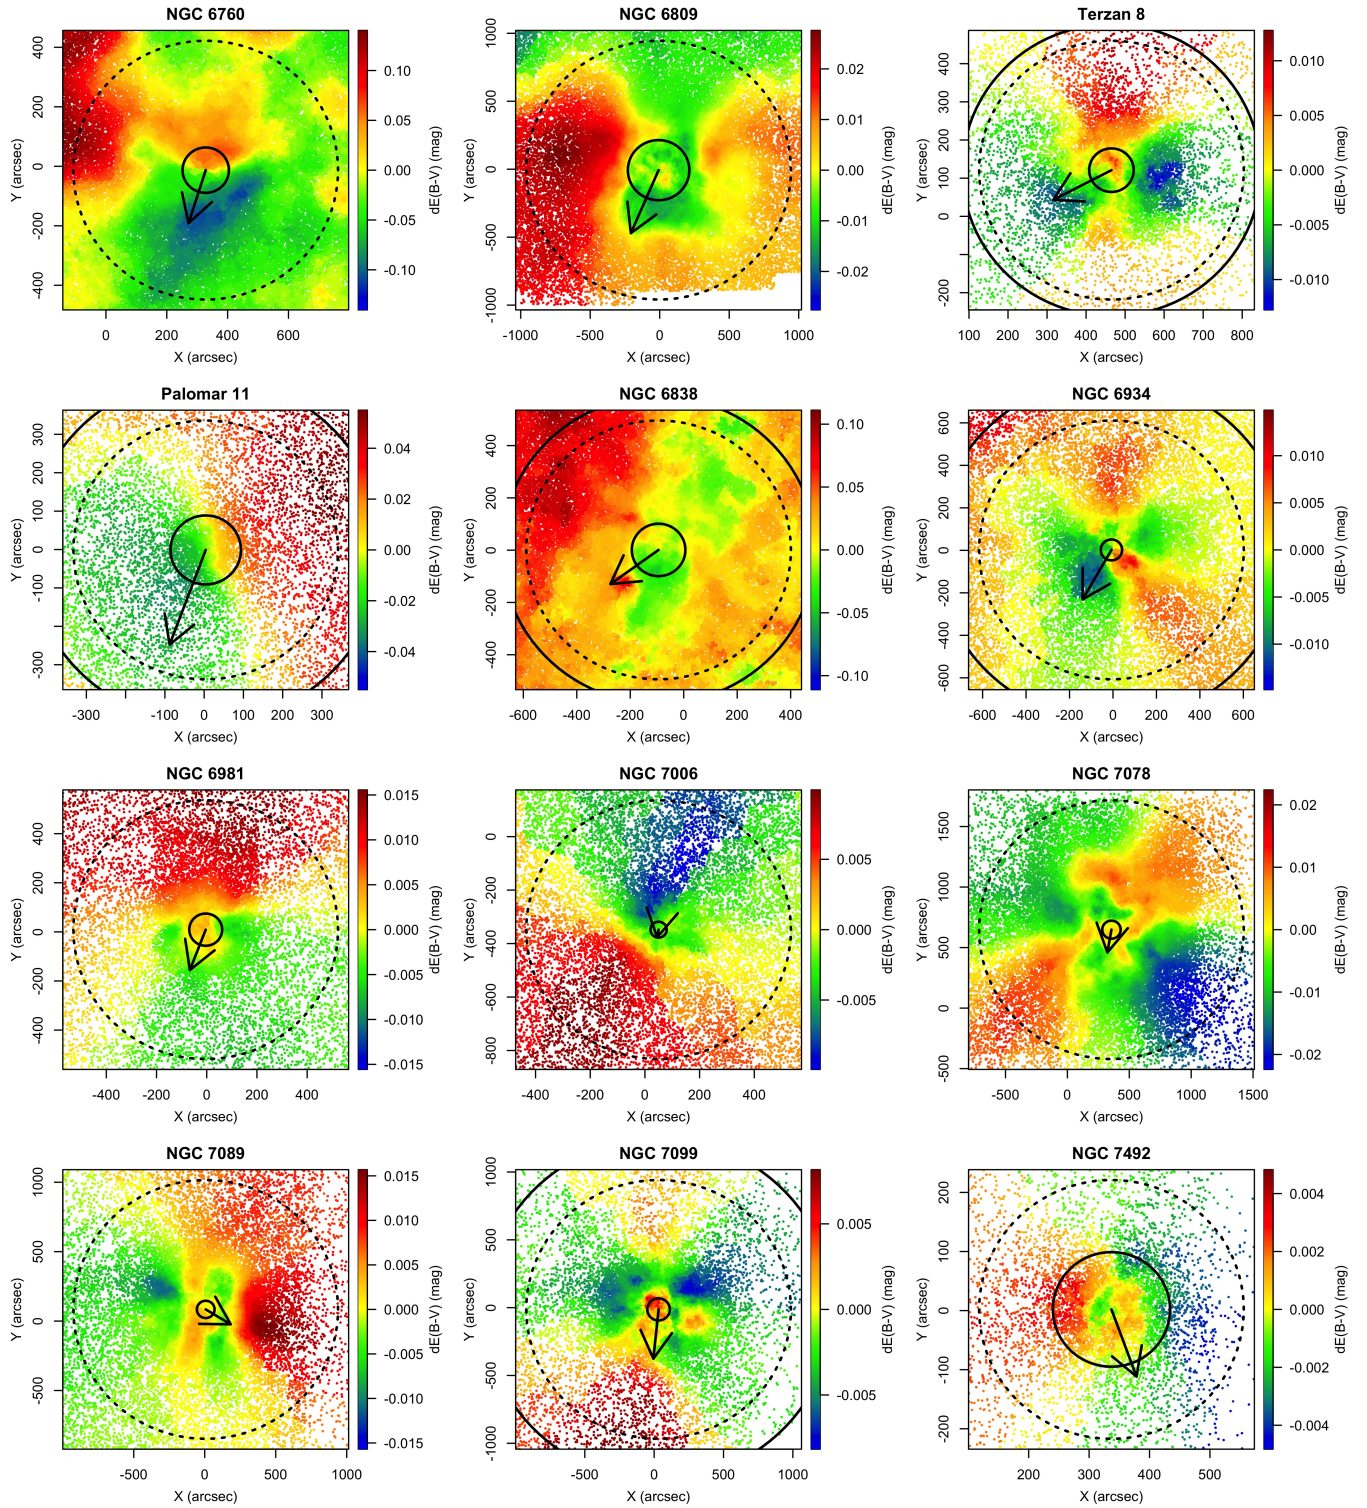 NGC 6760
400
200
0
-200
-400
Y (arcsec)
0 200 400 600
X (arcsec)
0.10
0.05
0.00
-0.05
-0.10
dE(B-V) (mag)
NGC 6809
1000
500
0
-500
-1000
Y (arcsec)
-1000 -500 0 500 1000
X (arcsec)
0.02
0.01
0.00
-0.01
-0.02
dE(B-V) (mag)
Terzan 8
400
300
200
100
0
-200
Y (arcsec)
100 200 300 400 500 600 700 800
X (arcsec)
0.010
0.005
0.000
-0.005
-0.010
dE(B-V) (mag)
Palomar 11
300
200
100
0
-100
-300
Y (arcsec)
-300 -100 0 100 200 300
X (arcsec)
0.04
0.02
0.00
-0.02
-0.04
dE(B-V) (mag)
NGC 6838
400
200
0
-200
-400
Y (arcsec)
-600 -400 -200 0 200 400
X (arcsec)
0.10
0.05
0.00
-0.05
-0.10
dE(B-V) (mag)
NGC 6934
600
400
200
0
-200
-400
-600
Y (arcsec)
-600 -400 -200 0 200 400 600
X (arcsec)
0.010
0.005
0.000
-0.005
-0.010
dE(B-V) (mag)
NGC 6981
400
200
0
-200
-400
Y (arcsec)
-400 -200 0 200 400
X (arcsec)
0.015
0.010
0.005
0.000
-0.005
-0.010
-0.015
dE(B-V) (mag)
NGC 7006
0
-200
-400
-600
-800
Y (arcsec)
-400 -200 0 200 400
X (arcsec)
0.005
0.000
-0.005
dE(B-V) (mag)
NGC 7078
1500
1000
500
0
-500
Y (arcsec)
-500 0 500 1000 1500
X (arcsec)
0.02
0.01
0.00
-0.01
-0.02
dE(B-V) (mag)
NGC 7089
1000
500
0
-500
Y (arcsec)
-500 0 500 1000
X (arcsec)
0.015
0.010
0.005
0.000
-0.005
-0.010
-0.015
dE(B-V) (mag)
NGC 7099
1000
500
0
-500
-1000
Y (arcsec)
-1000 -500 0 500 1000
X (arcsec)
0.005
0.000
-0.005
dE(B-V) (mag)
NGC 7492
200
100
0
-100
-200
Y (arcsec)
200 300 400 500
X (arcsec)
0.004
0.002
0.000
-0.002
-0.004
dE(B-V) (mag)